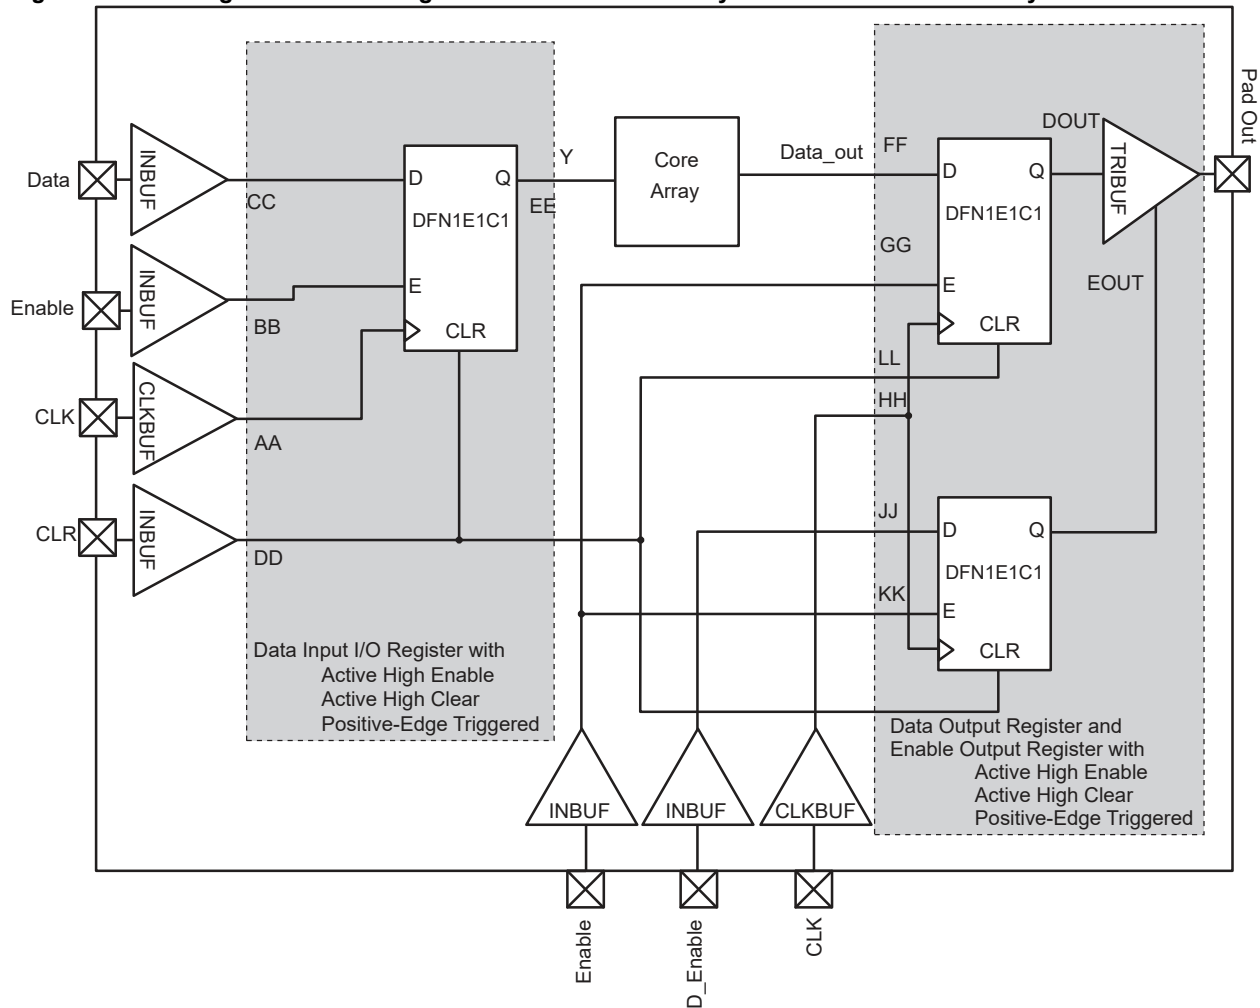 Data
INBUF
CC
D
Q
DFN1E1C1
E
CLR
Y
EE
Core
Array
Data_out
FF
GG
D
Q
DFN1E1C1
E
CLR
DOUT
TRIBUF
EOUT
Pad Out
Enable
INBUF
BB
CLK
CLKBUF
AA
CLR
INBUF
DD
LL
HH
JJ
KK
D
Q
DFN1E1C1
E
CLR
Data Input I/O Register with
Active High Enable
Active High Clear
Positive-Edge Triggered
Data Output Register and
Enable Output Register with
Active High Enable
Active High Clear
Positive-Edge Triggered
INBUF
INBUF
CLKBUF
Enable
D_Enable
CLK